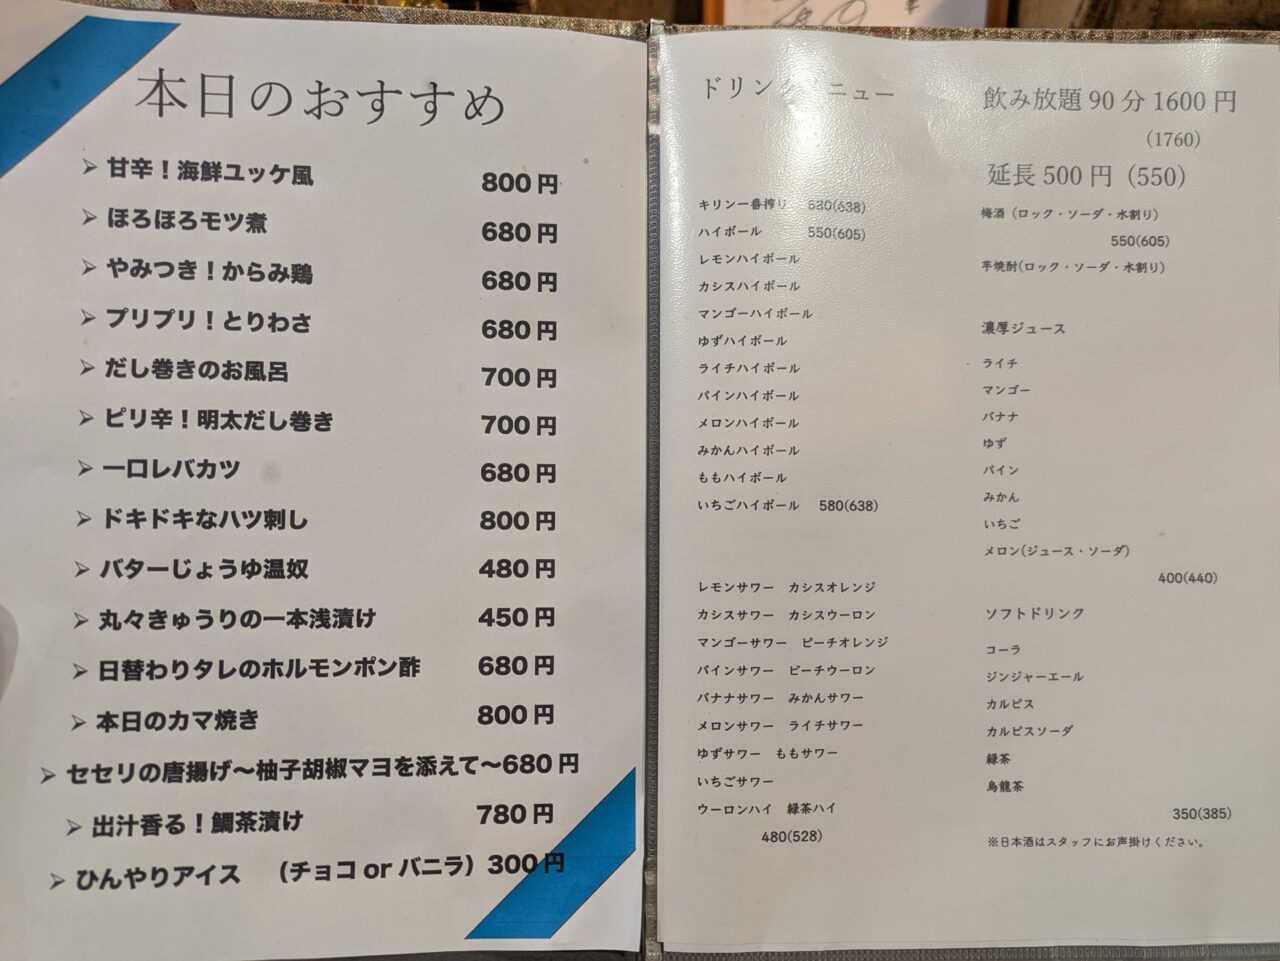 本日のおすすめ
➢ 甘辛！海鮮ユッケ風 800円
➢ ほろほろモツ煮 680円
➢ やみつき！からみ鶏 680円
➢ プリプリ！とりわさ 680円
➢ だし巻きのお風呂 700円
➢ ピリ辛！明太だし巻き 700円
➢ 一口レバカツ 680円
➢ ドキドキなハツ刺し 800円
➢ バターじょうゆ温奴 480円
➢ 丸々きゅうりの一本浅漬け 450円
➢ 日替わりタレのホルモンポン酢 680円
➢ 本日のカマ焼き 800円
➢ セセリの唐揚げ～柚子胡椒マヨを添えて～680円
➢ 出汁香る！鯛茶漬け 780円
➢ ひんやりアイス （チョコ or バニラ）300円
ドリンクメニュー
キリン一番搾り 580(638)
ハイボール 550(605)
レモンハイボール
カシスハイボール
マンゴーハイボール
ゆずハイボール
ライチハイボール
パインハイボール
メロンハイボール
みかんハイボール
ももハイボール
いちごハイボール 580(638)
レモンサワー カシスオレンジ
カシスサワー カシスウーロン
マンゴーサワー ピーチオレンジ
パインサワー ピーチウーロン
バナナサワー みかんサワー
メロンサワー ライチサワー
ゆずサワー ももサワー
いちごサワー
ウーロンハイ 緑茶ハイ
480(528)
飲み放題 90 分 1600 円
（1760）
延長 500 円（550）
梅酒（ロック・ソーダ・水割り）
550(605)
芋焼酎(ロック・ソーダ・水割り)
濃厚ジュース
ライチ
マンゴー
バナナ
ゆず
パイン
みかん
いちご
メロン(ジュース・ソーダ)
400(440)
ソフトドリンク
コーラ
ジンジャーエール
カルピス
カルピスソーダ
緑茶
烏龍茶
350(385)
※日本酒はスタッフにお声掛けください。